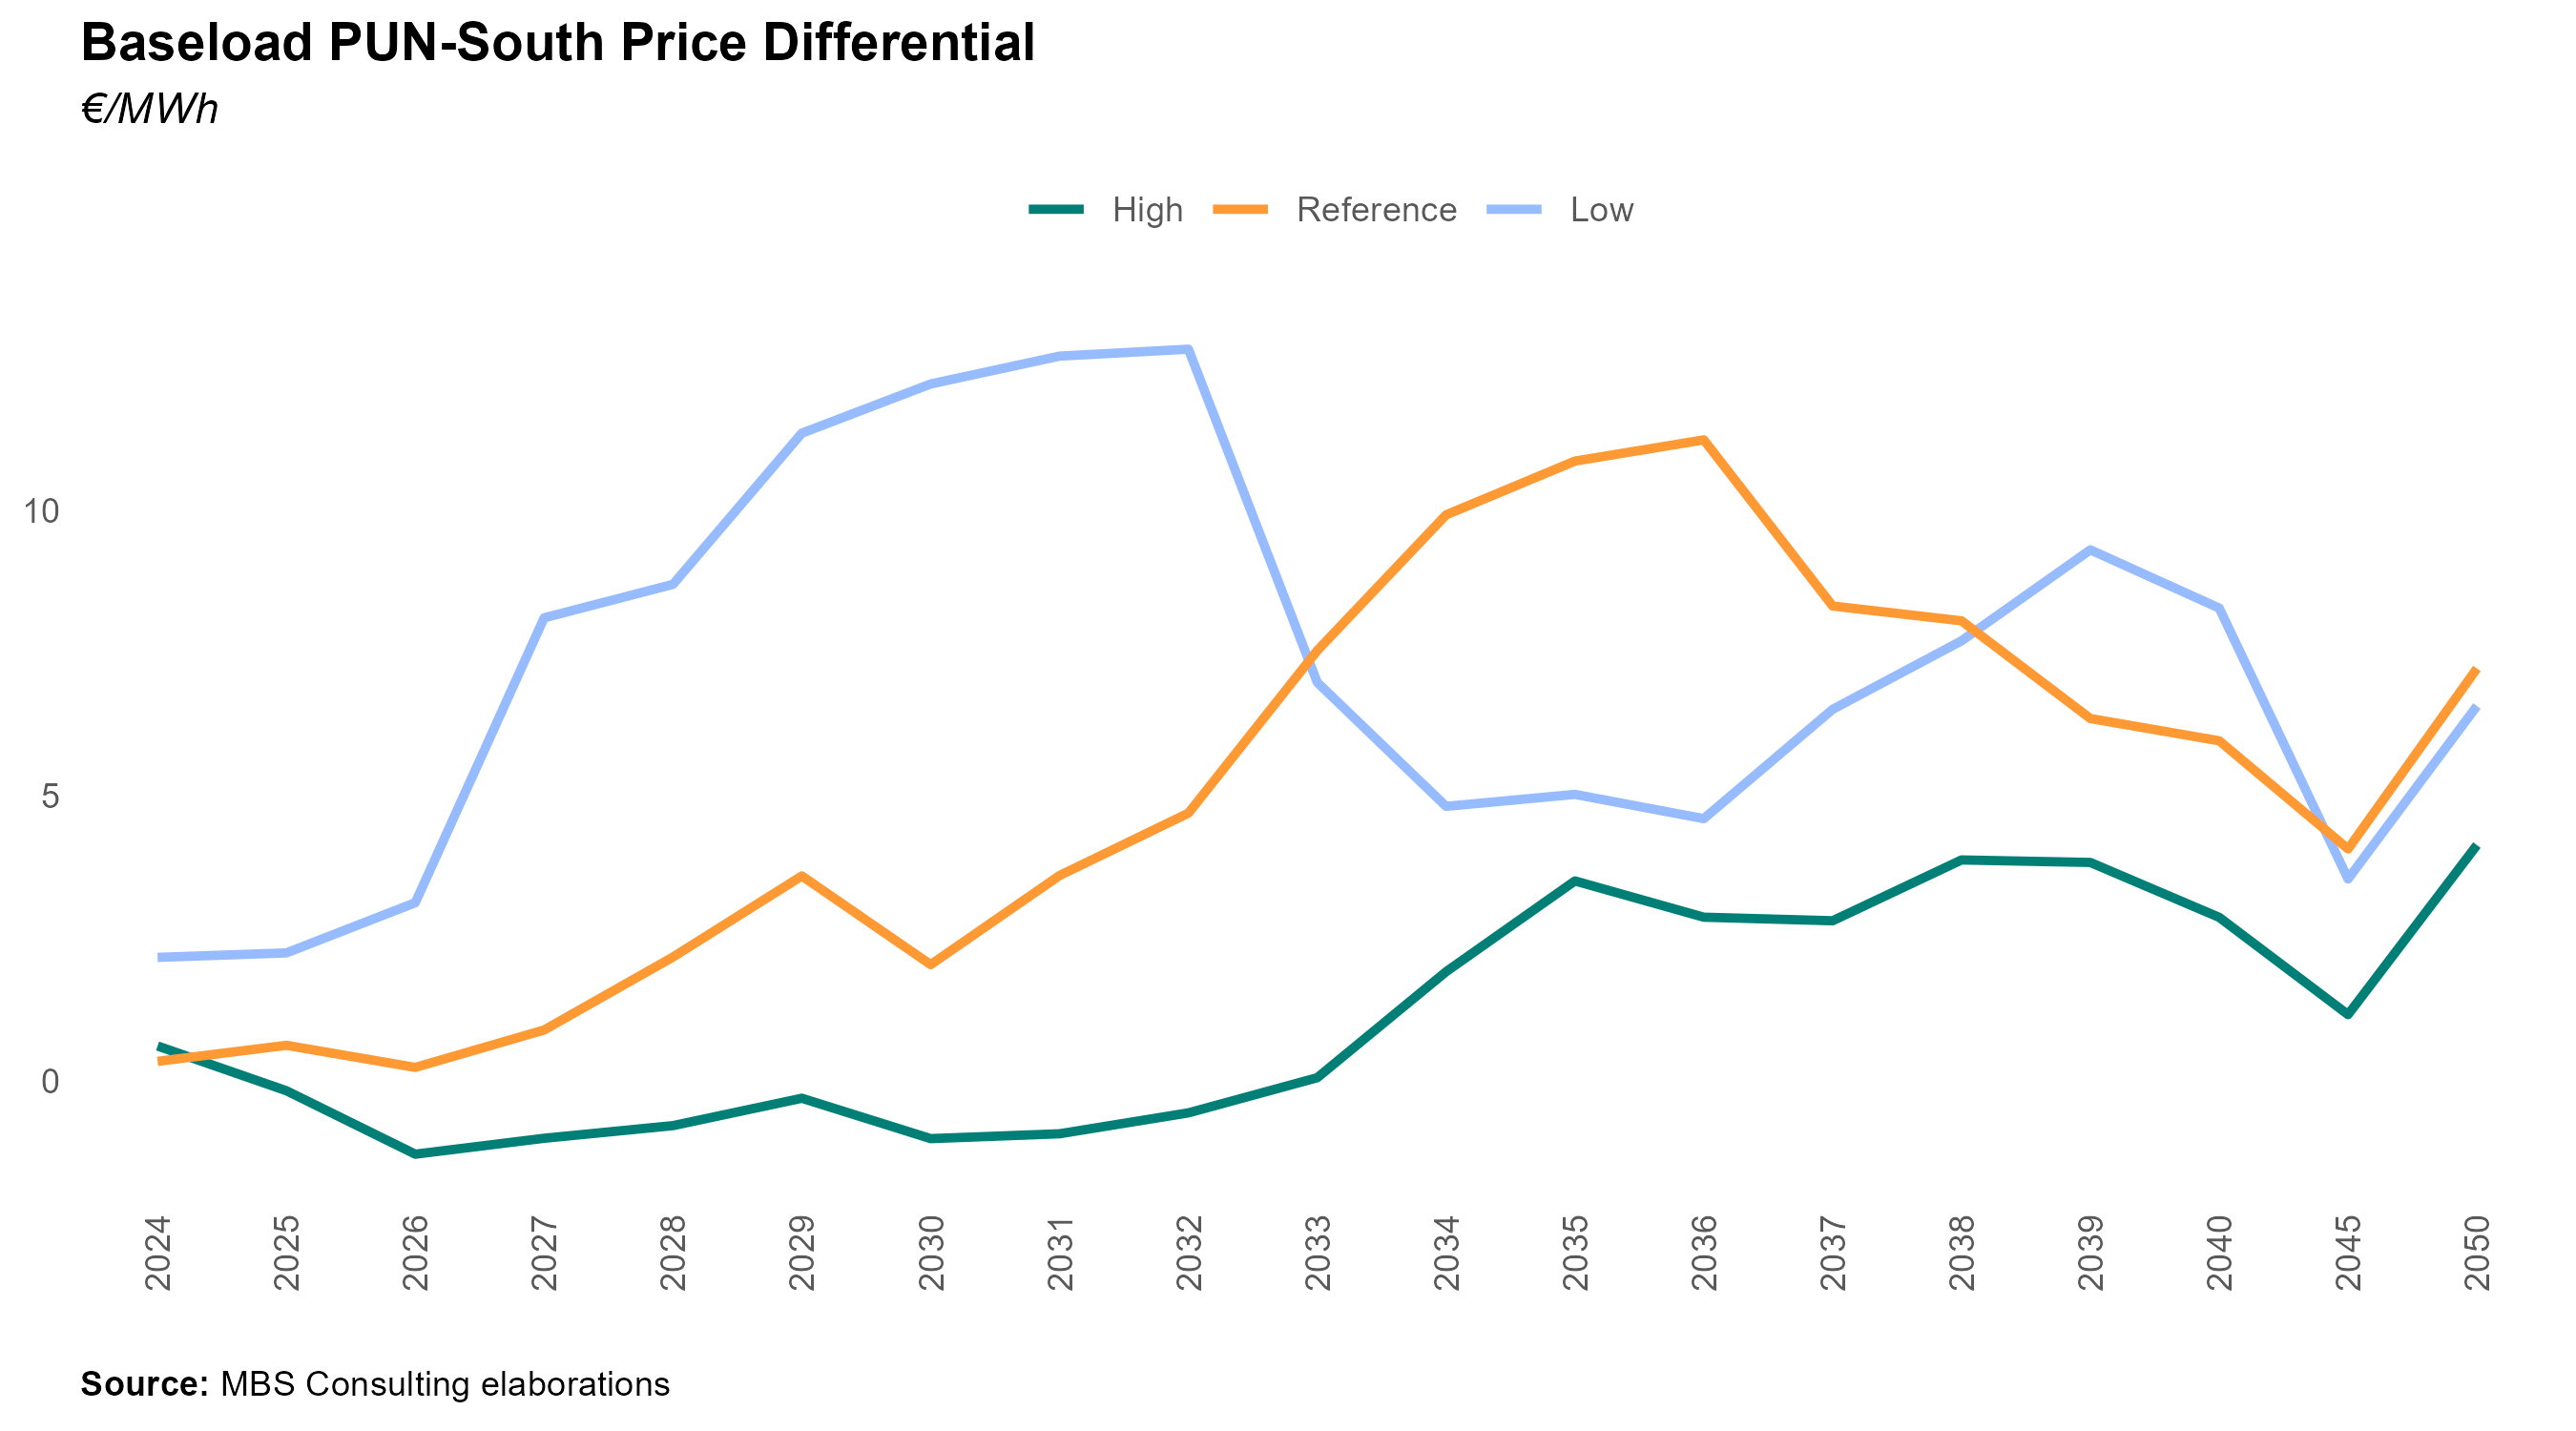 Baseload PUN-South Price Differential
€/MWh
High Reference Low
10
5
0
2024 2025 2026 2027 2028 2029 2030 2031 2032 2033 2034 2035 2036 2037 2038 2039 2040 2045 2050
Source: MBS Consulting elaborations